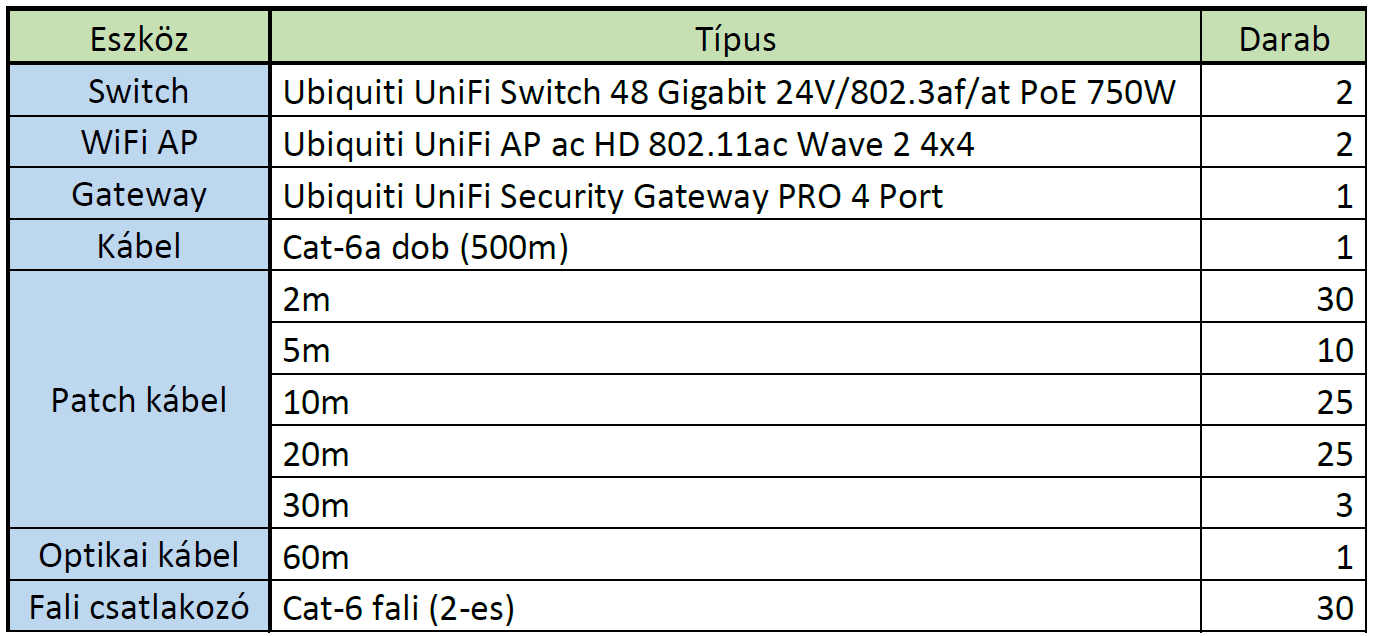 Eszköz Típus Darab
Switch Ubiquiti UniFi Switch 48 Gigabit 24V/802.3af/at PoE 750W 2
WiFi AP Ubiquiti UniFi AP ac HD 802.11ac Wave 2 4x4 2
Gateway Ubiquiti UniFi Security Gateway PRO 4 Port 1
Kábel Cat-6a dob (500m) 1
Patch kábel 2m 30
5m 10
10m 25
20m 25
30m 3
Optikai kábel 60m 1
Fali csatlakozó Cat-6 fali (2-es) 30